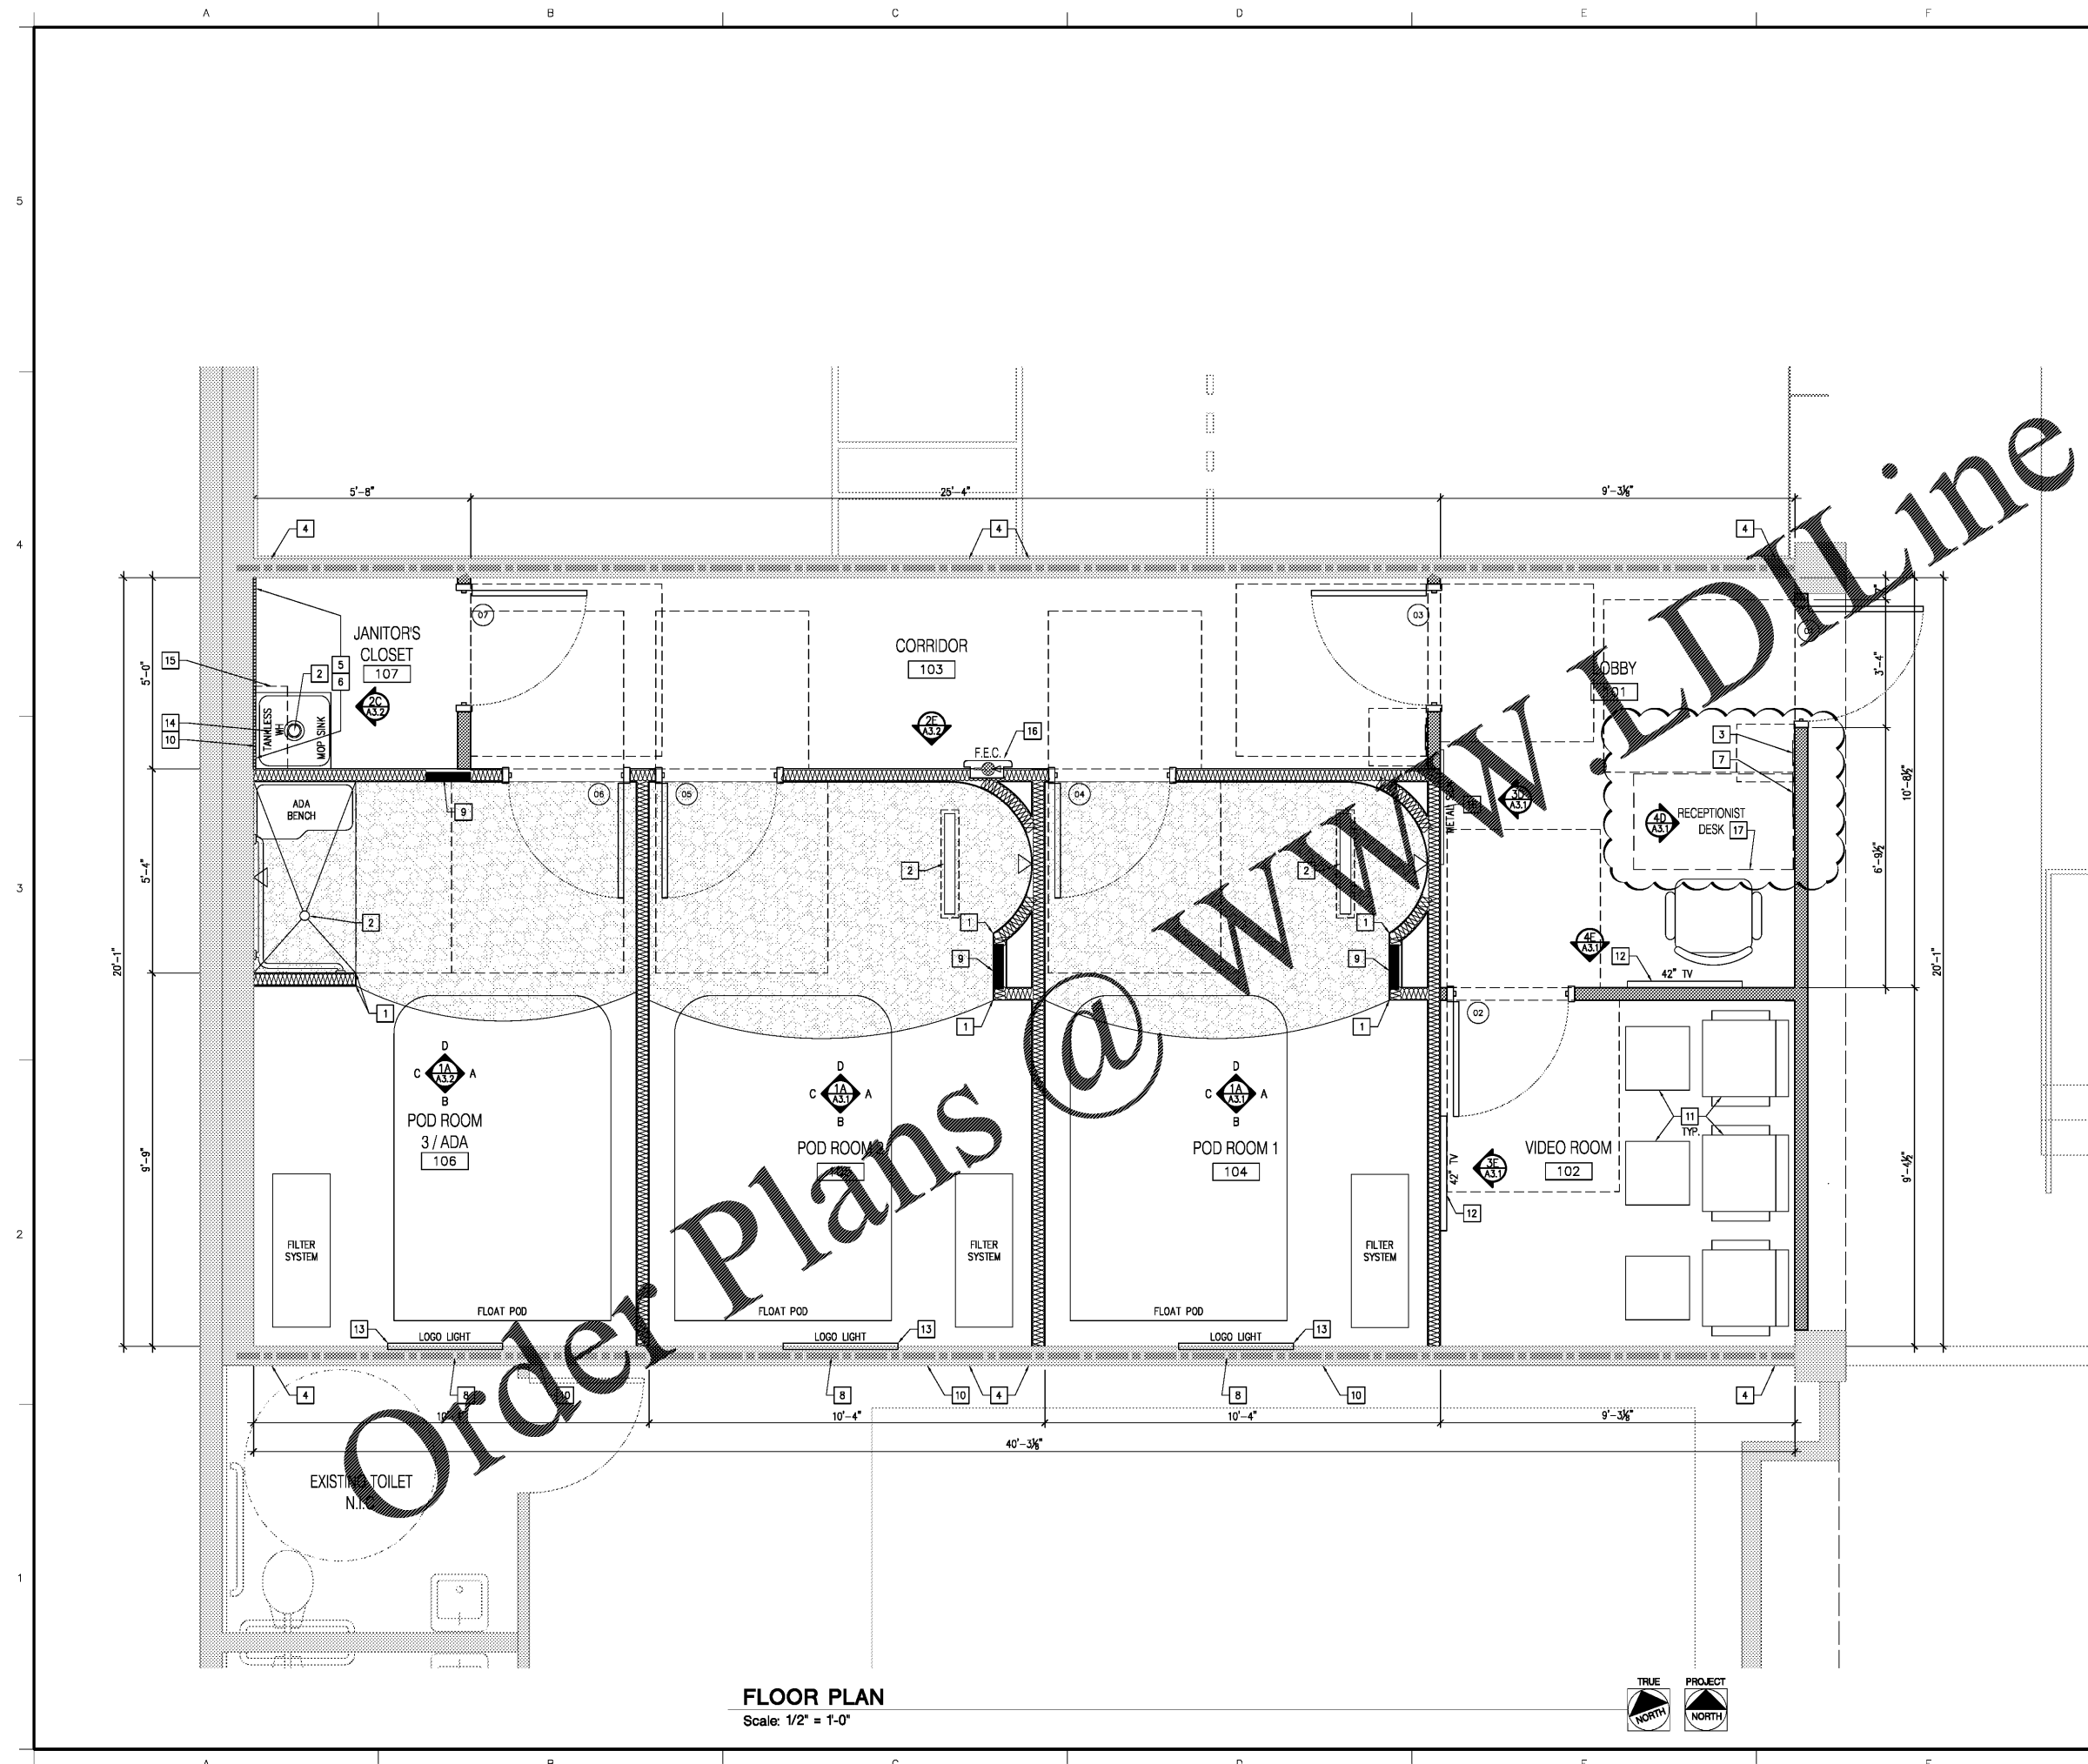 A B C D E F
5
4
3
2
1
5'-8" 25'-4" 9'-3⅛"
4 4 4
07 03
JANITOR'S
CLOSET
107
CORRIDOR
103
LOBBY
15
2 5
6
2C
A3.2
2E
A3.2
14
10
TANKLESS
WH
MOP SINK
F.E.C.
16
3
7
5'-0"
3'-4"
ADA
BENCH
9
06 05 04
4D
A3.1
RECEPTIONIST
DESK 17
5'-4"
10'-8½"
6'-9½"
2 2 2
1 1
9 9
20'-1"
20'-1"
4E
A3.1
12
42" TV
1 1 1
02
D
C 1A A
A3.2
B
D
C 1A A
A3.1
B
D
C 1A A
A3.1
B
POD ROOM
3 / ADA
106
POD ROOM
POD ROOM 1
104
VIDEO ROOM
102
11
TYP.
3E
A3.1
42" TV
12
9'-9"
9'-4½"
FILTER
SYSTEM
FILTER
SYSTEM
FILTER
SYSTEM
FLOAT POD FLOAT POD FLOAT POD
13 LOGO LIGHT LOGO LIGHT 13 LOGO LIGHT 13
4 8 10 8 10 4 8 10 4
10'-4" 10'-4" 9'-3⅛"
40'-3⅛"
EXISTING TOILET
N.I.C
Order Plans @ www.LDILine
FLOOR PLAN
Scale: 1/2" = 1'-0"
TRUE
NORTH
PROJECT
NORTH